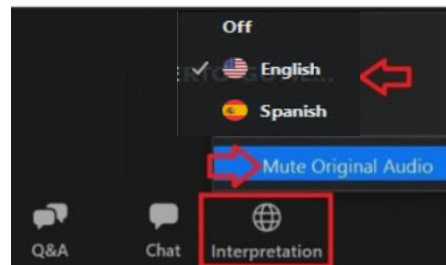 Off
English
Spanish
Mute Original Audio
Q&A
Chat
Interpretation